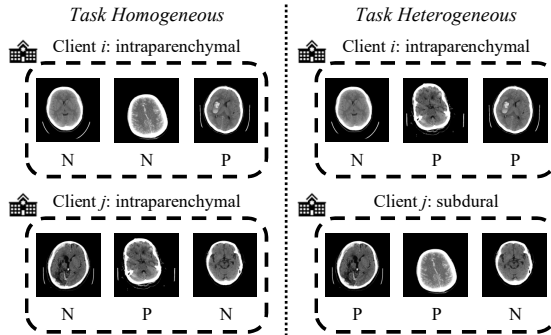 Task Homogeneous
Client i: intraparenchymal
N N P
Client j: intraparenchymal
N P N
Task Heterogeneous
Client i: intraparenchymal
N P P
Client j: subdural
P P N